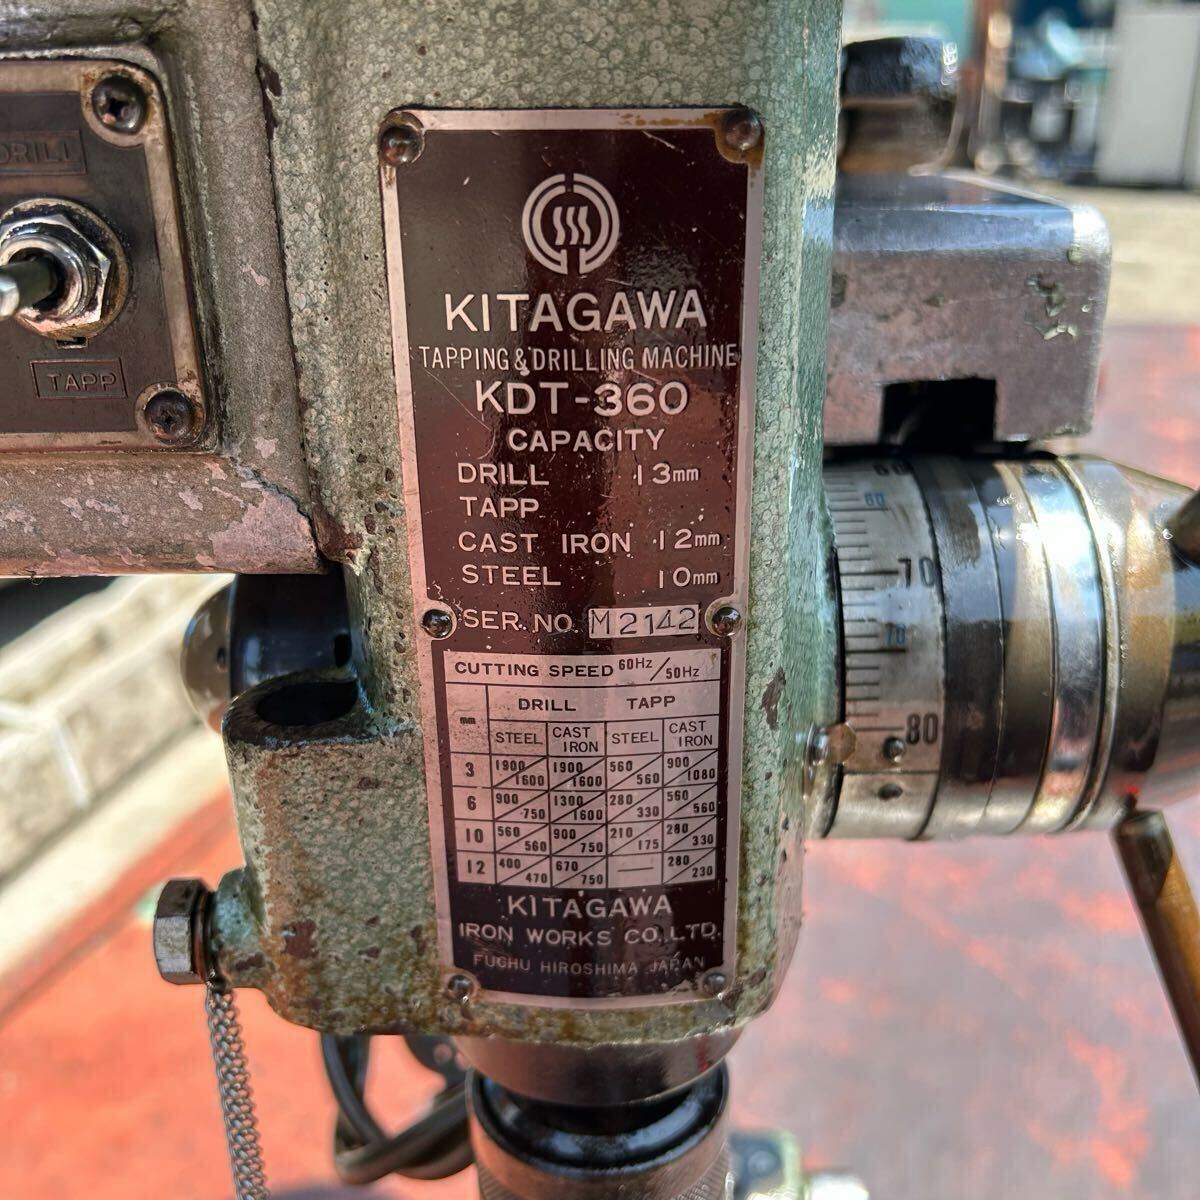 DRILL
TAPP
KITAGAWA
TAPPING & DRILLING MACHINE
KDT-360
CAPACITY
DRILL 13mm
TAPP
CAST IRON 12mm
STEEL 10mm
SER. NO. M2142
CUTTING SPEED 60Hz/50Hz
mm DRILL TAPP
STEEL CAST IRON STEEL CAST IRON
3 1900/1600 1900/1600 560/560 900/1080
6 900/750 1300/1600 280/330 560/560
10 560/560 900/750 210/175 280/330
12 400/470 670/750 — 280/230
KITAGAWA
IRON WORKS CO., LTD.
FUCHU HIROSHIMA JAPAN
60
60
70
70
80